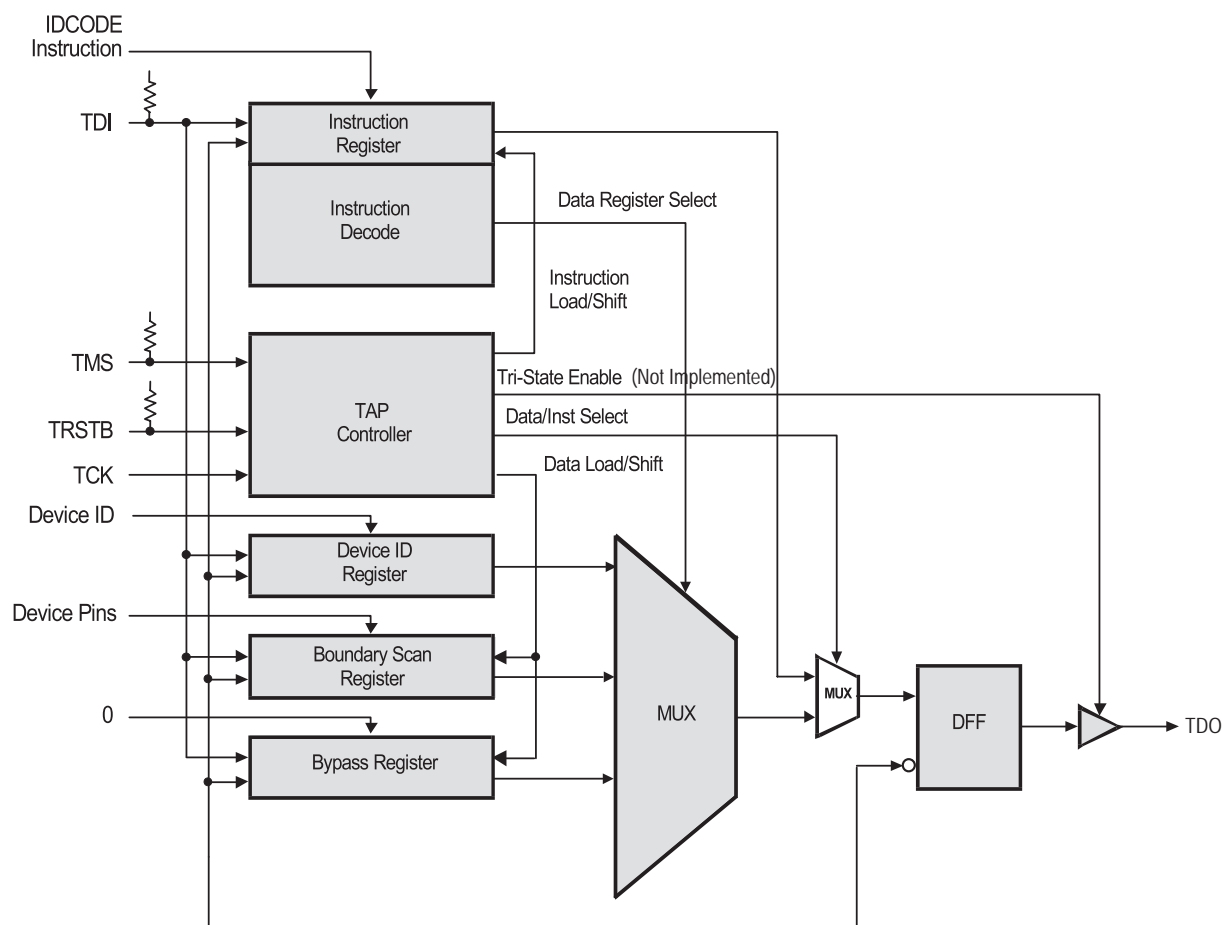 IDCODE
Instruction
TDI
Instruction
Register
Instruction
Decode
Data Register Select
Instruction
Load/Shift
TMS
TRSTB
TCK
TAP
Controller
Tri-State Enable (Not Implemented)
Data/Inst Select
Data Load/Shift
Device ID
Device ID
Register
Device Pins
Boundary Scan
Register
0
Bypass Register
MUX
MUX
DFF
TDO